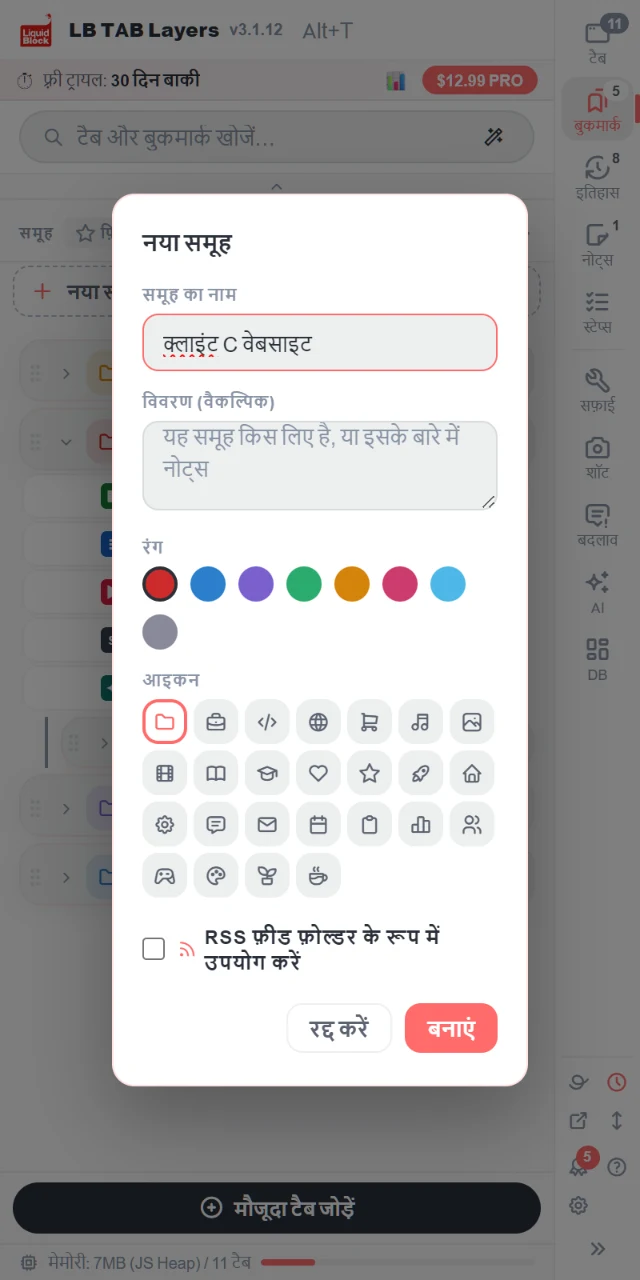 Liquid Block
LB TAB Layers v3.1.12 Alt+T
फ़्री ट्रायल: 30 दिन बाकी
$12.99 PRO
टैब और बुकमार्क खोजें...
समूह
नया समूह
समूह का नाम
क्लाइंट C वेबसाइट
विवरण (वैकल्पिक)
यह समूह किस लिए है, या इसके बारे में
नोट्स
रंग
आइकन
RSS फ़ीड फ़ोल्डर के रूप में
उपयोग करें
रद्द करें
बनाएं
मौजूदा टैब जोड़ें
मेमोरी: 7MB (JS Heap) / 11 टैब
11
टैब
5
बुकमार्क
8
इतिहास
1
नोट्स
स्टेप्स
सफ़ाई
शॉट
बदलाव
AI
DB
5